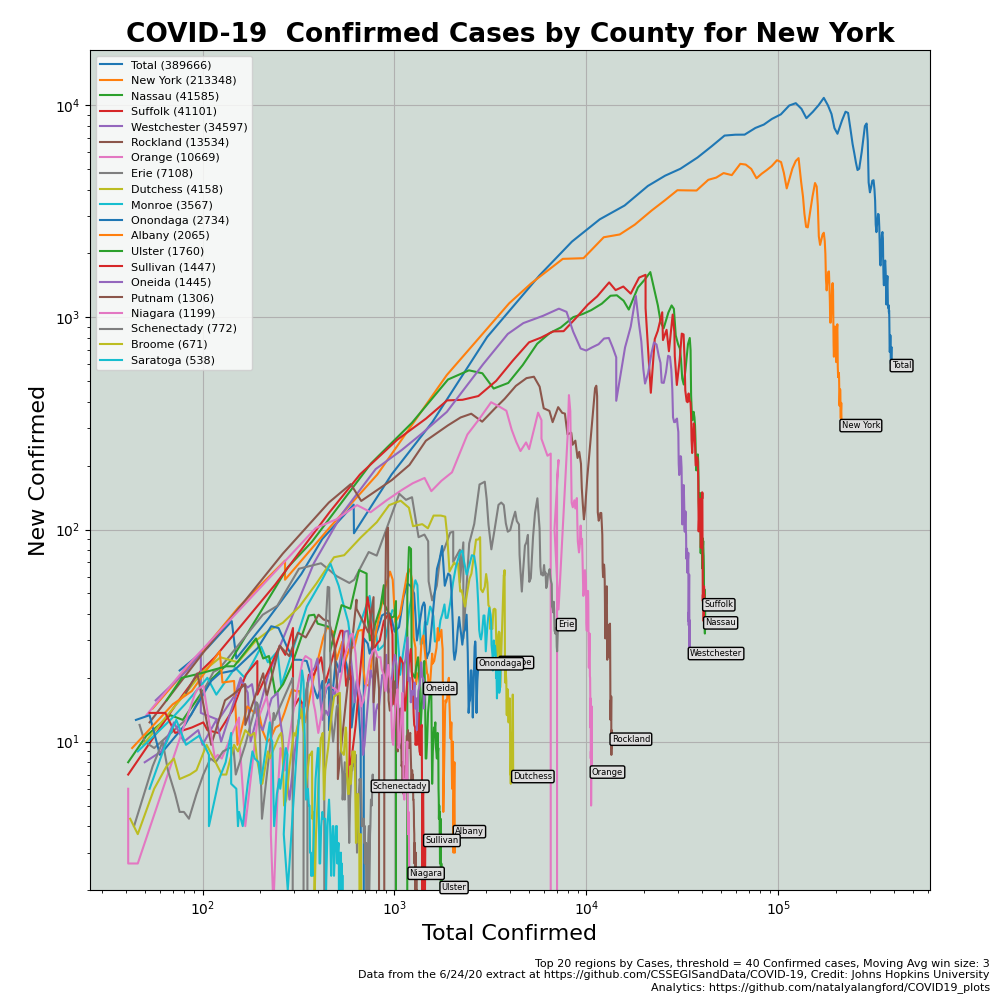 COVID-19  Confirmed Cases by County for New York
Total (389666)
New York (213348)
Nassau (41585)
Suffolk (41101)
Westchester (34597)
Rockland (13534)
Orange (10669)
Erie (7108)
Dutchess (4158)
Monroe (3567)
Onondaga (2734)
Albany (2065)
Ulster (1760)
Sullivan (1447)
Oneida (1445)
Putnam (1306)
Niagara (1199)
Schenectady (772)
Broome (671)
Saratoga (538)
10⁴
10³
10²
10¹
New Confirmed
Total
New York
Suffolk
Nassau
Erie
Westchester
Onondaga
Oneida
Rockland
Orange
Dutchess
Schenectady
Albany
Sullivan
Niagara
Ulster
10²
10³
10⁴
10⁵
Total Confirmed
Top 20 regions by Cases, threshold = 40 Confirmed cases, Moving Avg win size: 3
Data from the 6/24/20 extract at https://github.com/CSSEGISandData/COVID-19, Credit: Johns Hopkins University
Analytics: https://github.com/natalyalangford/COVID19_plots